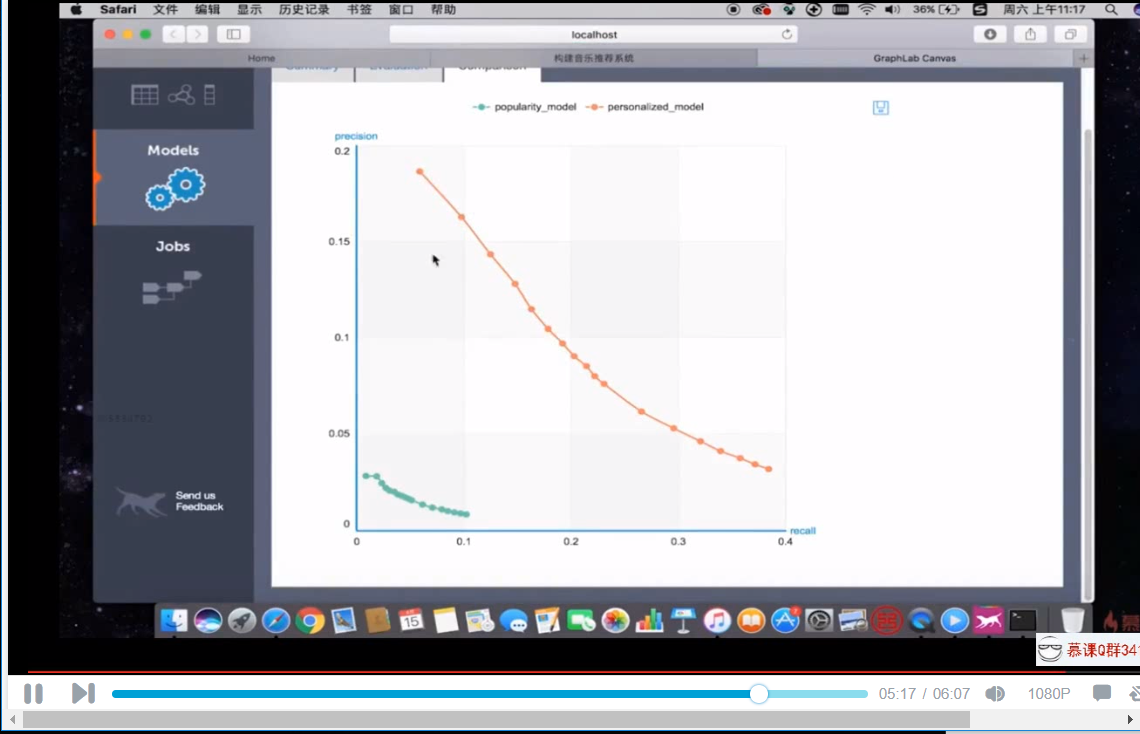 Safari 文件 编辑 显示 历史记录 书签 窗口 帮助 36% 周六 上午11:17
localhost
Home 构建音乐推荐系统 GraphLab Canvas
Summary Evaluation Comparison
popularity_model personalized_model
precision
0.2
Models
0.15
Jobs
0.1
0.05
Send us
Feedback
0
recall
0 0.1 0.2 0.3 0.4
15
慕课Q群341
05:17 / 06:07 1080P